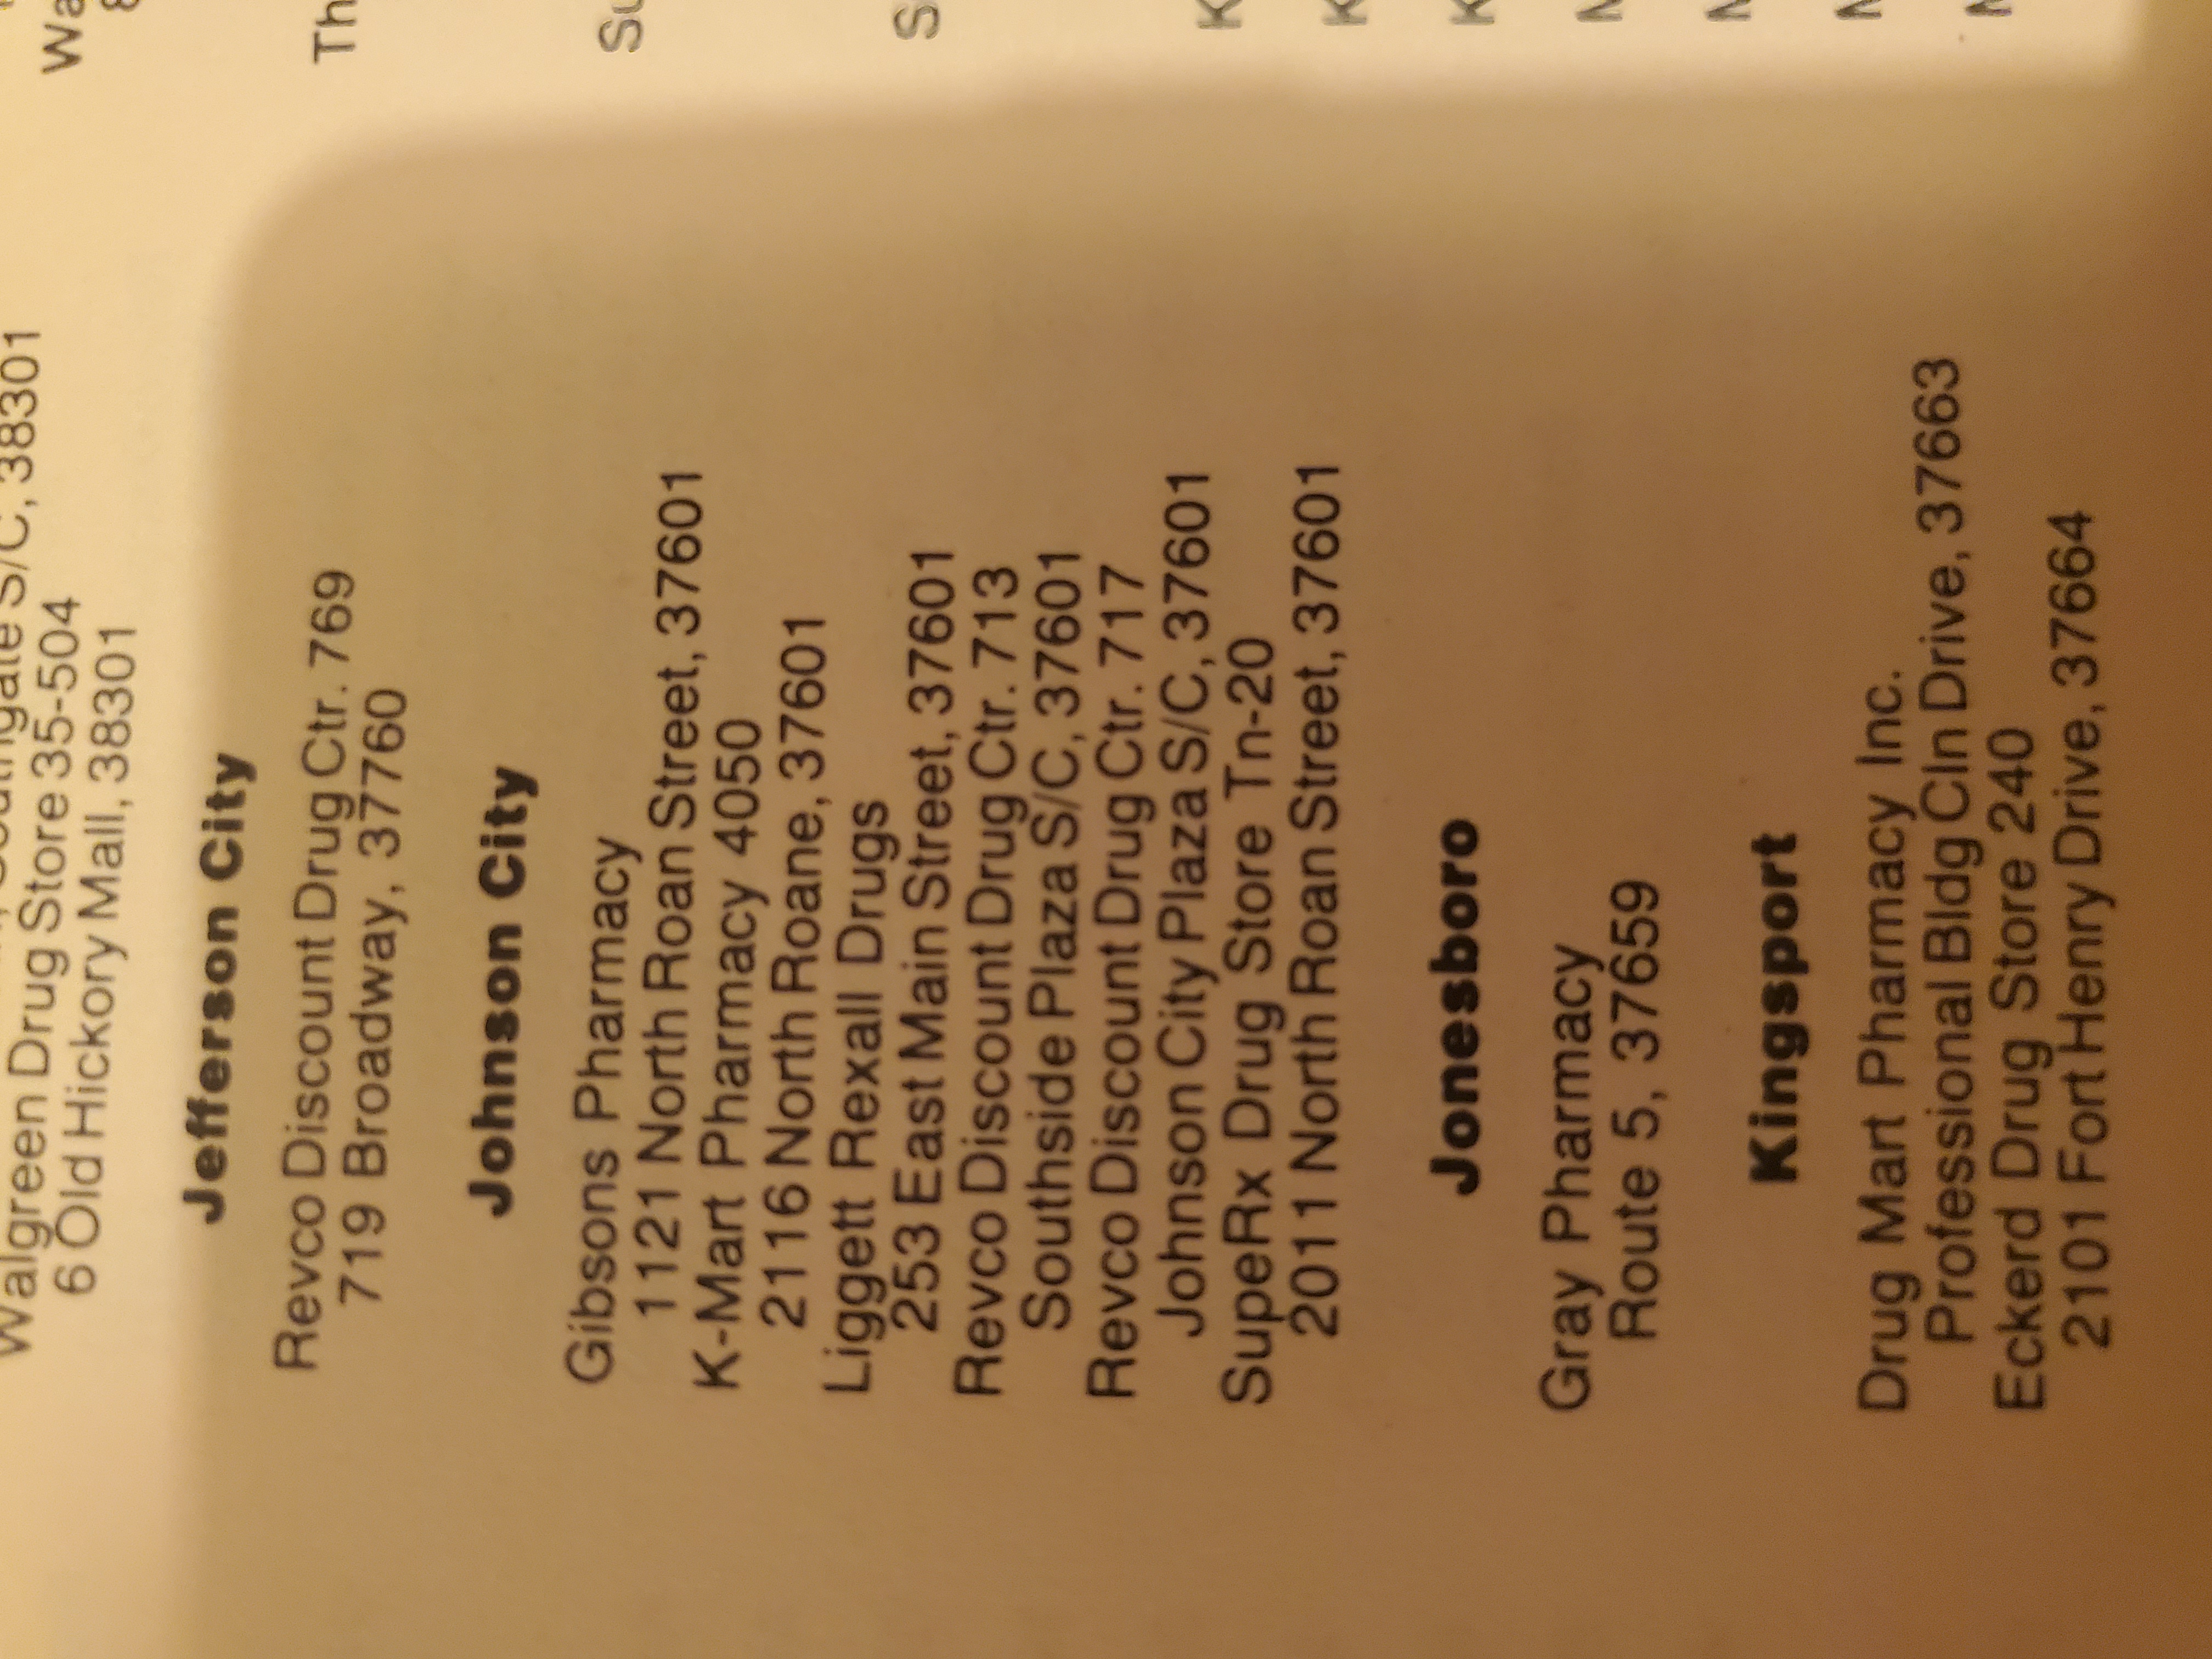 S/C, 38301
Walgreen Drug Store 35-504
6 Old Hickory Mall, 38301
Jefferson City
Revco Discount Drug Ctr. 769
719 Broadway, 37760
Johnson City
Gibsons Pharmacy
1121 North Roan Street, 37601
K-Mart Pharmacy 4050
2116 North Roane, 37601
Liggett Rexall Drugs
253 East Main Street, 37601
Revco Discount Drug Ctr. 713
Southside Plaza S/C, 37601
Revco Discount Drug Ctr. 717
Johnson City Plaza S/C, 37601
SupeRx Drug Store Tn-20
2011 North Roan Street, 37601
Jonesboro
Gray Pharmacy
Route 5, 37659
Kingsport
Drug Mart Pharmacy Inc.
Professional Bldg Cln Drive, 37663
Eckerd Drug Store 240
2101 Fort Henry Drive, 37664